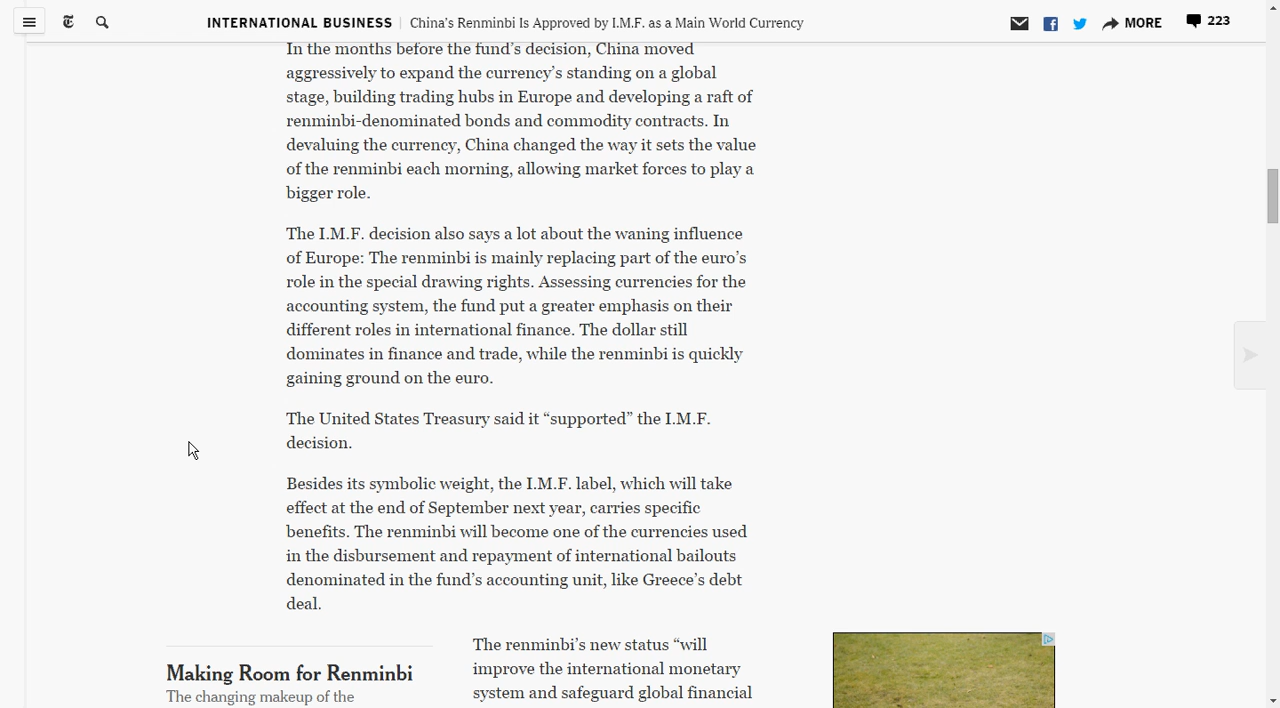 INTERNATIONAL BUSINESS | China's Renminbi Is Approved by I.M.F. as a Main World Currency
MORE
223
In the months before the fund’s decision, China moved
aggressively to expand the currency’s standing on a global
stage, building trading hubs in Europe and developing a raft of
renminbi-denominated bonds and commodity contracts. In
devaluing the currency, China changed the way it sets the value
of the renminbi each morning, allowing market forces to play a
bigger role.
The I.M.F. decision also says a lot about the waning influence
of Europe: The renminbi is mainly replacing part of the euro’s
role in the special drawing rights. Assessing currencies for the
accounting system, the fund put a greater emphasis on their
different roles in international finance. The dollar still
dominates in finance and trade, while the renminbi is quickly
gaining ground on the euro.
The United States Treasury said it “supported” the I.M.F.
decision.
Besides its symbolic weight, the I.M.F. label, which will take
effect at the end of September next year, carries specific
benefits. The renminbi will become one of the currencies used
in the disbursement and repayment of international bailouts
denominated in the fund’s accounting unit, like Greece’s debt
deal.
Making Room for Renminbi
The changing makeup of the
The renminbi’s new status “will
improve the international monetary
system and safeguard global financial